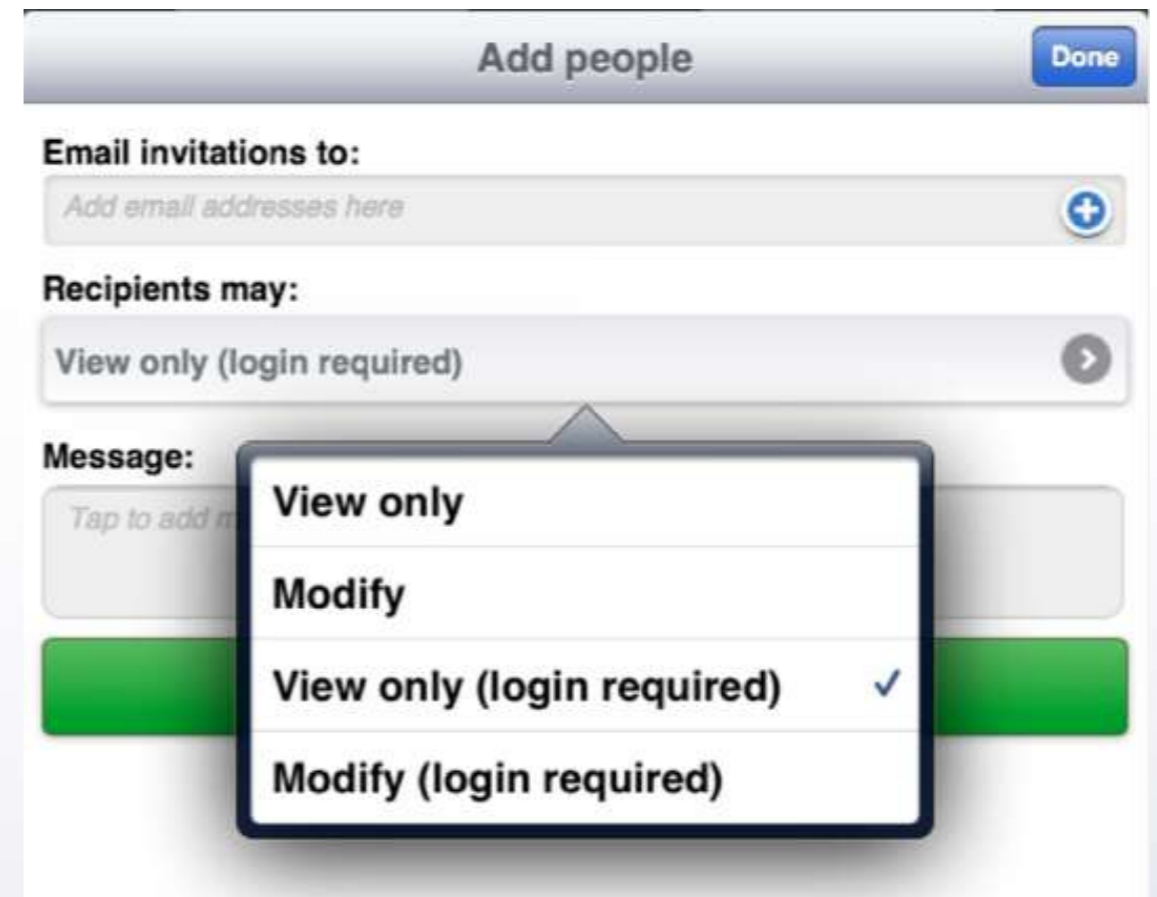 Add people
Done
Email invitations to:
Add email addresses here
Recipients may:
View only (login required)
Message:
Tap to add
View only
Modify
View only (login required)
Modify (login required)